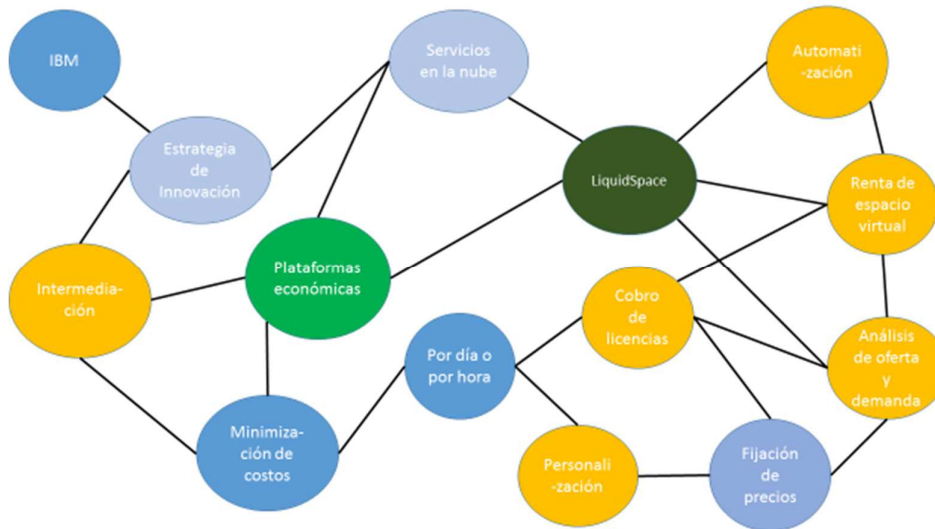 IBM
Servicios
en la nube
Automati
-zación
Estrategia
de
Innovación
LiquidSpace
Renta de
espacio
virtual
Plataformas
económicas
Intermedia-
ción
Cobro
de
licencias
Por día o
por hora
Análisis
de oferta
y
demanda
Minimiza-
ción de
costos
Personali
-zación
Fijación
de
precios